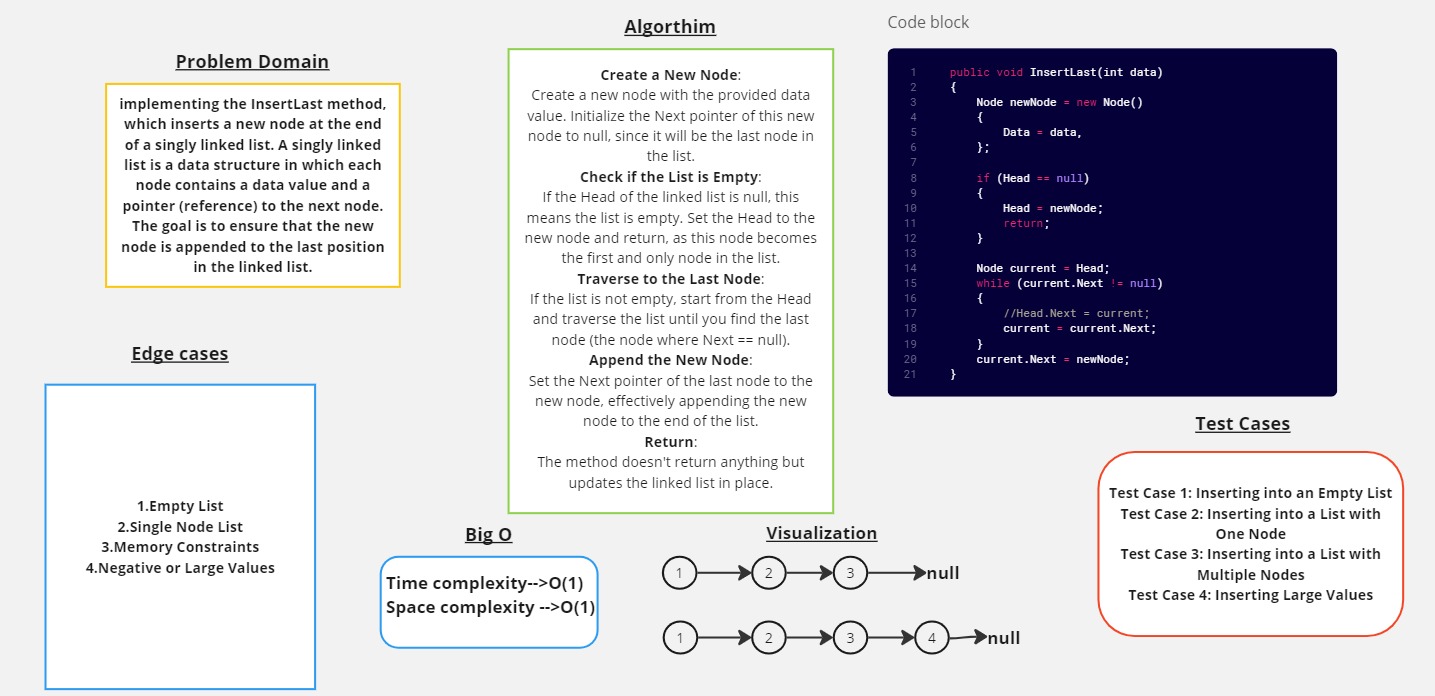 Problem Domain
implementing the InsertLast method,
which inserts a new node at the end
of a singly linked list. A singly linked
list is a data structure in which each
node contains a data value and a
pointer (reference) to the next node.
The goal is to ensure that the new
node is appended to the last position
in the linked list.
Edge cases
1.Empty List
2.Single Node List
3.Memory Constraints
4.Negative or Large Values
Algorthim
Create a New Node:
Create a new node with the provided data
value. Initialize the Next pointer of this new
node to null, since it will be the last node in
the list.
Check if the List is Empty:
If the Head of the linked list is null, this
means the list is empty. Set the Head to the
new node and return, as this node becomes
the first and only node in the list.
Traverse to the Last Node:
If the list is not empty, start from the Head
and traverse the list until you find the last
node (the node where Next == null).
Append the New Node:
Set the Next pointer of the last node to the
new node, effectively appending the new
node to the end of the list.
Return:
The method doesn't return anything but
updates the linked list in place.
Big O
Time complexity-->O(1)
Space complexity -->O(1)
Visualization
1 2 3 null
1 2 3 4 null
Code block
1 public void InsertLast(int data)
2 {
3 Node newNode = new Node()
4 {
5 Data = data,
6 };
7
8 if (Head == null)
9 {
10 Head = newNode;
11 return;
12 }
13
14 Node current = Head;
15 while (current.Next != null)
16 {
17 //Head.Next = current;
18 current = current.Next;
19 }
20 current.Next = newNode;
21 }
Test Cases
Test Case 1: Inserting into an Empty List
Test Case 2: Inserting into a List with
One Node
Test Case 3: Inserting into a List with
Multiple Nodes
Test Case 4: Inserting Large Values